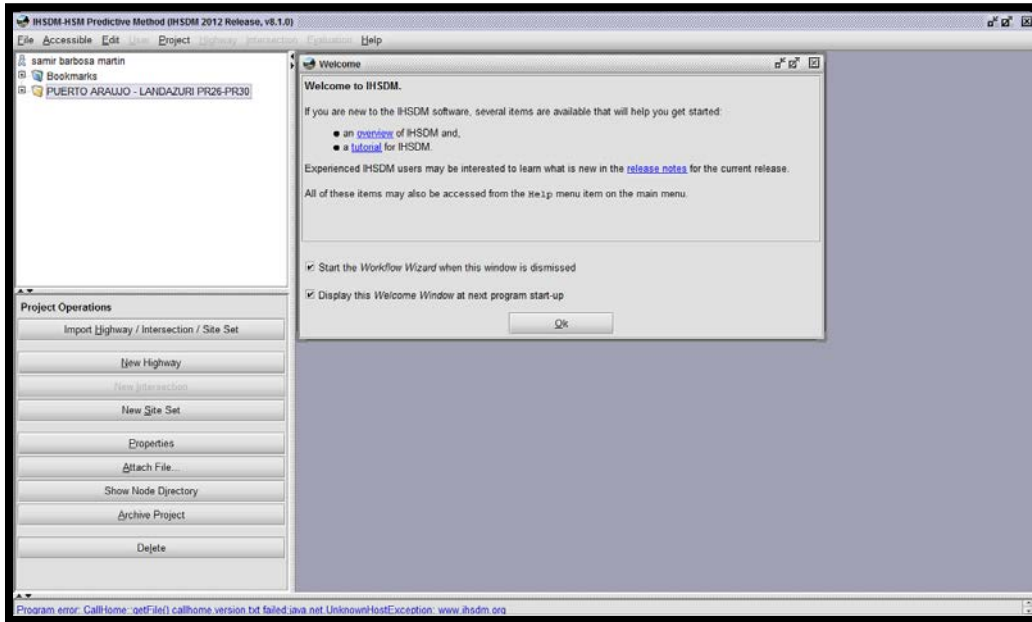 IHSDM-HSM Predictive Method (IHSDM 2012 Release, v8.1.0)
File Accessible Edit User Project Highway Intersection Evaluation Help
samir barbosa martin
Bookmarks
PUERTO ARAUJO - LANDAZURI PR26-PR30
Welcome
Welcome to IHSDM.
If you are new to the IHSDM software, several items are available that will help you get started:
• an overview of IHSDM and,
• a tutorial for IHSDM.
Experienced IHSDM users may be interested to learn what is new in the release notes for the current release.
All of these items may also be accessed from the Help menu item on the main menu.
Start the Workflow Wizard when this window is dismissed
Display this Welcome Window at next program start-up
Ok
Project Operations
Import Highway / Intersection / Site Set
New Highway
New Intersection
New Site Set
Properties
Attach File...
Show Node Directory
Archive Project
Delete
Program error: CallHome::getFile() callhome.version.txt failed:java.net.UnknownHostException: www.ihsdm.org